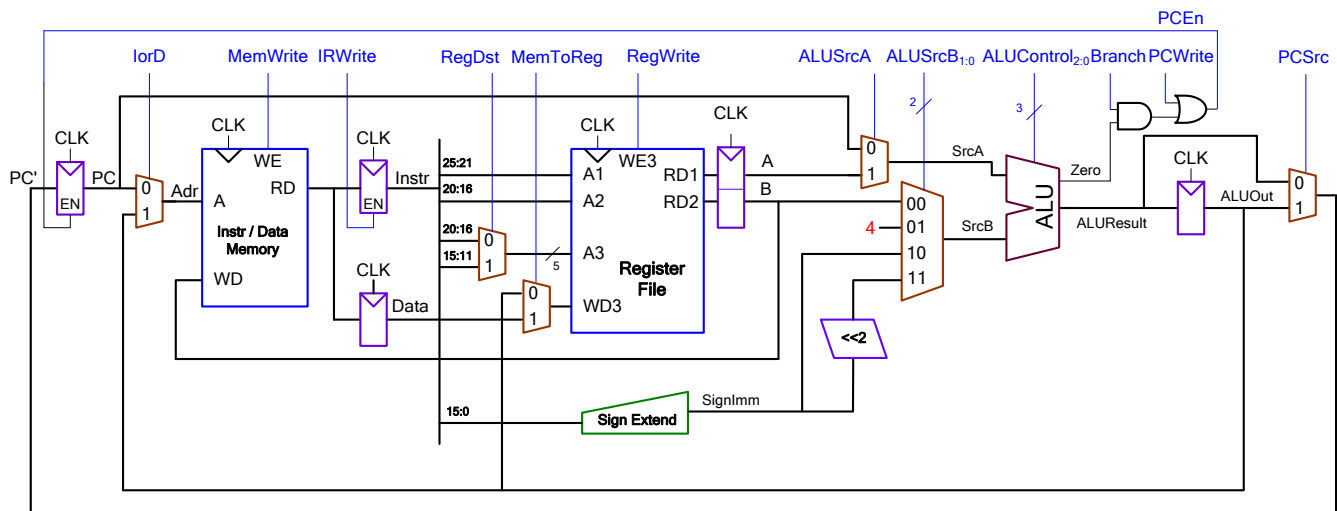 PCEn
IorD MemWrite IRWrite RegDst MemToReg RegWrite ALUSrcA ALUSrcB1:0 ALUControl2:0 Branch PCWrite PCSrc
2 3
CLK CLK CLK CLK CLK CLK
PC' PC EN 0 1 Adr
WE RD A Instr / Data Memory WD
EN Instr
CLK Data
25:21
20:16
20:16 0
15:11 1
5
0 1
WE3
A1 RD1
A2 RD2
A3 Register File
WD3
A
B
0 1
SrcA
00
4 01
10
11
SrcB
<<2
ALU
Zero
ALUResult
ALUOut
0 1
15:0 Sign Extend SignImm